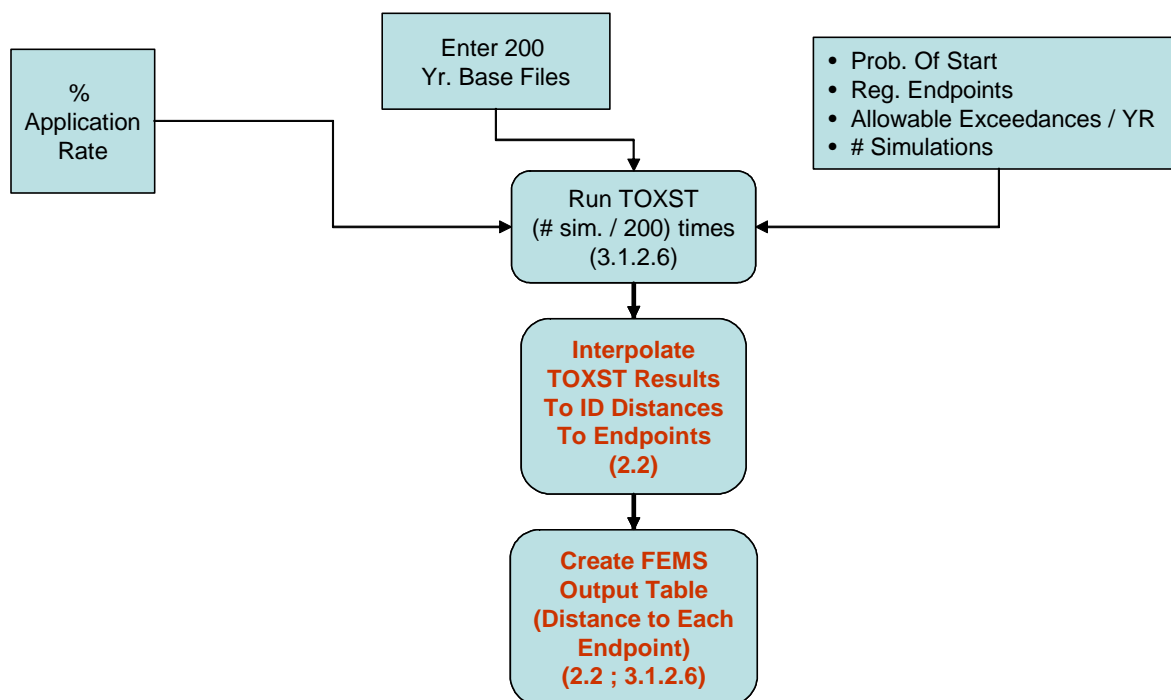 %
Application
Rate
Enter 200
Yr. Base Files
• Prob. Of Start
• Reg. Endpoints
• Allowable Exceedances / YR
• # Simulations
Run TOXST
(# sim. / 200) times
(3.1.2.6)
Interpolate
TOXST Results
To ID Distances
To Endpoints
(2.2)
Create FEMS
Output Table
(Distance to Each
Endpoint)
(2.2 ; 3.1.2.6)